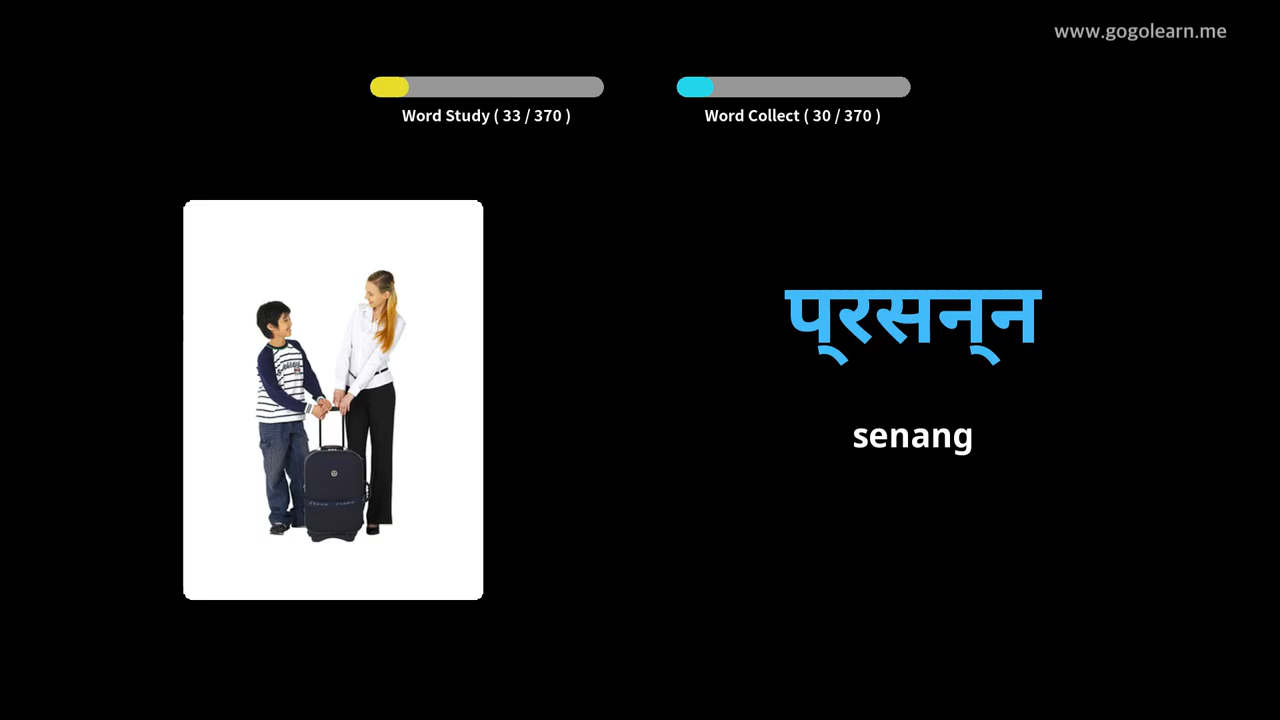 www.gogolearn.me
Word Study ( 33 / 370 )
Word Collect ( 30 / 370 )
प्‌रसन्‌न
senang